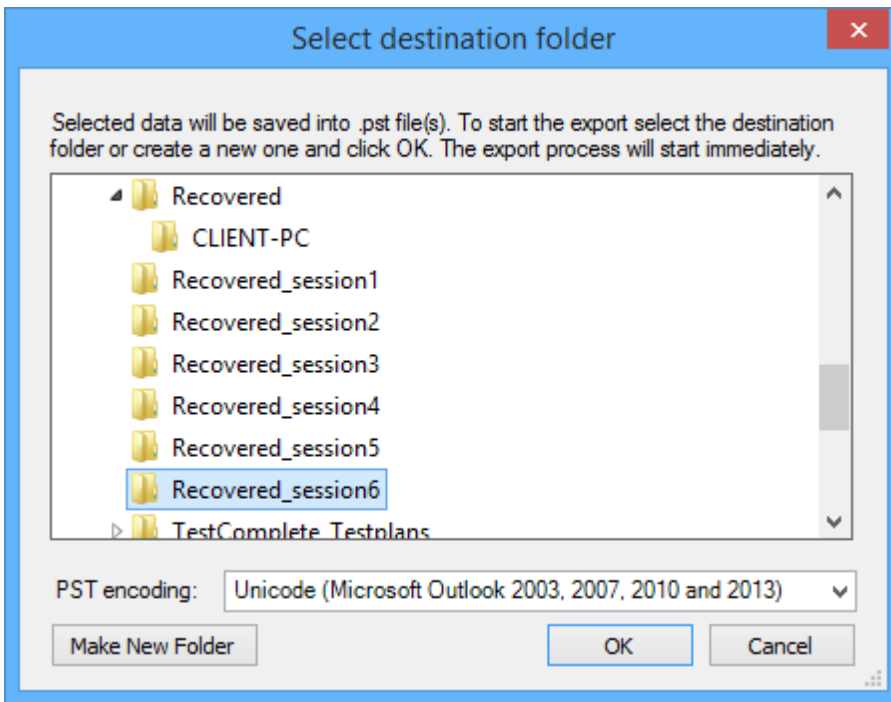 Select destination folder
Selected data will be saved into .pst file(s). To start the export select the destination
folder or create a new one and click OK. The export process will start immediately.
Recovered
CLIENT-PC
Recovered_session1
Recovered_session2
Recovered_session3
Recovered_session4
Recovered_session5
Recovered_session6
TestComplete_Testplans
PST encoding: Unicode (Microsoft Outlook 2003, 2007, 2010 and 2013)
Make New Folder OK Cancel